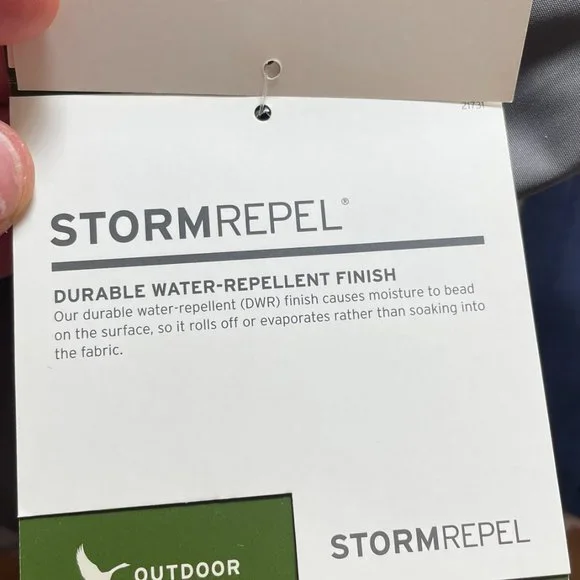 21731
STORMREPEL®
DURABLE WATER-REPELLENT FINISH
Our durable water-repellent (DWR) finish causes moisture to bead
on the surface, so it rolls off or evaporates rather than soaking into
the fabric.
STORMREPEL
OUTDOOR